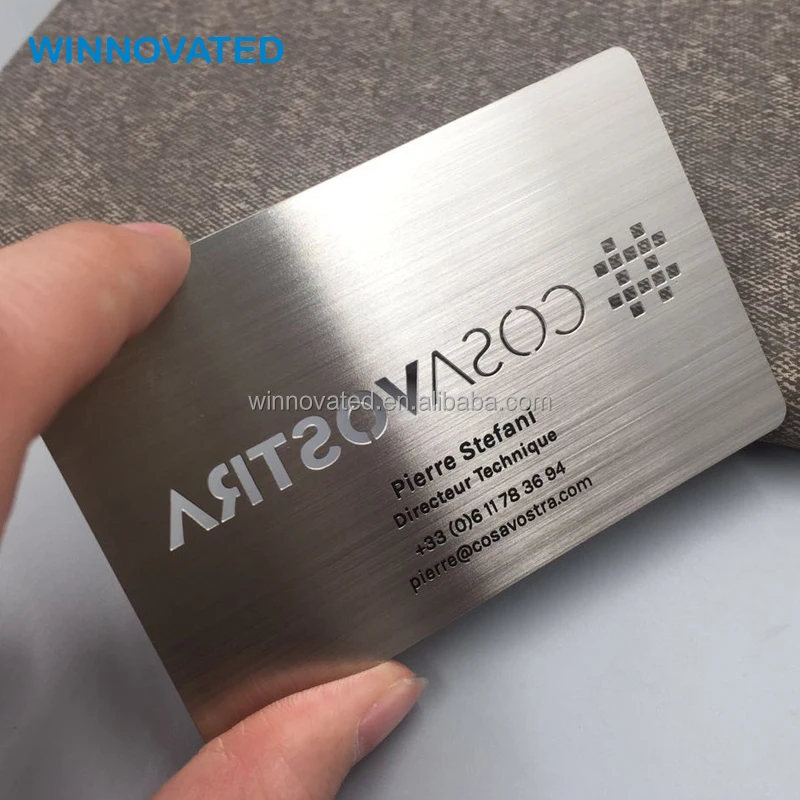 WINNOVATED
COSAVOSTRA
winnovated.en.alibaba.com
Pierre Stefani
Directeur Technique
+33 (0)6 11 78 36 94
pierre@cosavostra.com